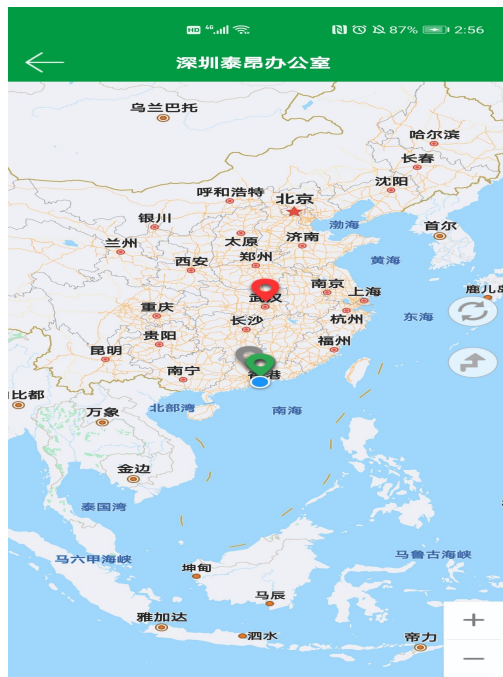 HD 46 87% 2:56
深圳泰昂办公室
乌兰巴托
哈尔滨
长春
沈阳
呼和浩特
北京
银川
渤海
首尔
太原
济南
兰州
郑州
黄海
西安
南京
上海
鹿儿岛
武汉
重庆
杭州
东海
长沙
贵阳
福州
昆明
南宁
香港
比都
万象
北部湾
南海
金边
泰国湾
马六甲海峡
马鲁古海峡
坤甸
马辰
雅加达
泗水
帝力
+
—